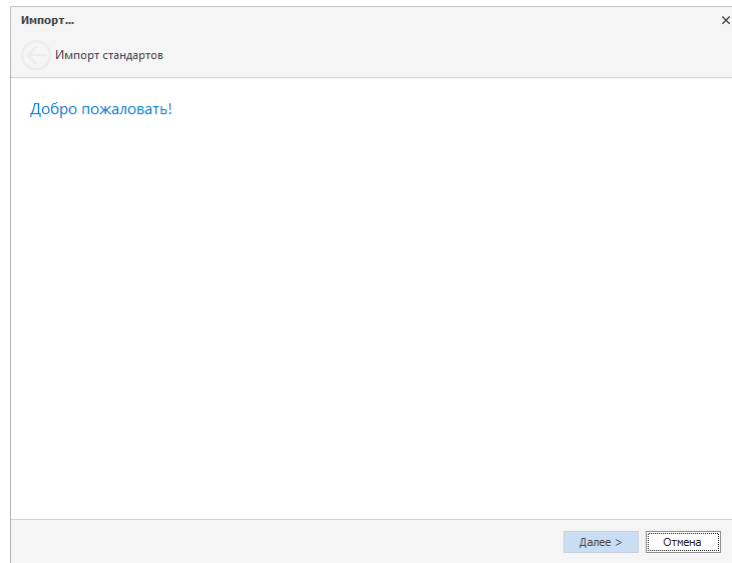 Импорт...
Импорт стандартов
Добро пожаловать!
Далее >
Отмена